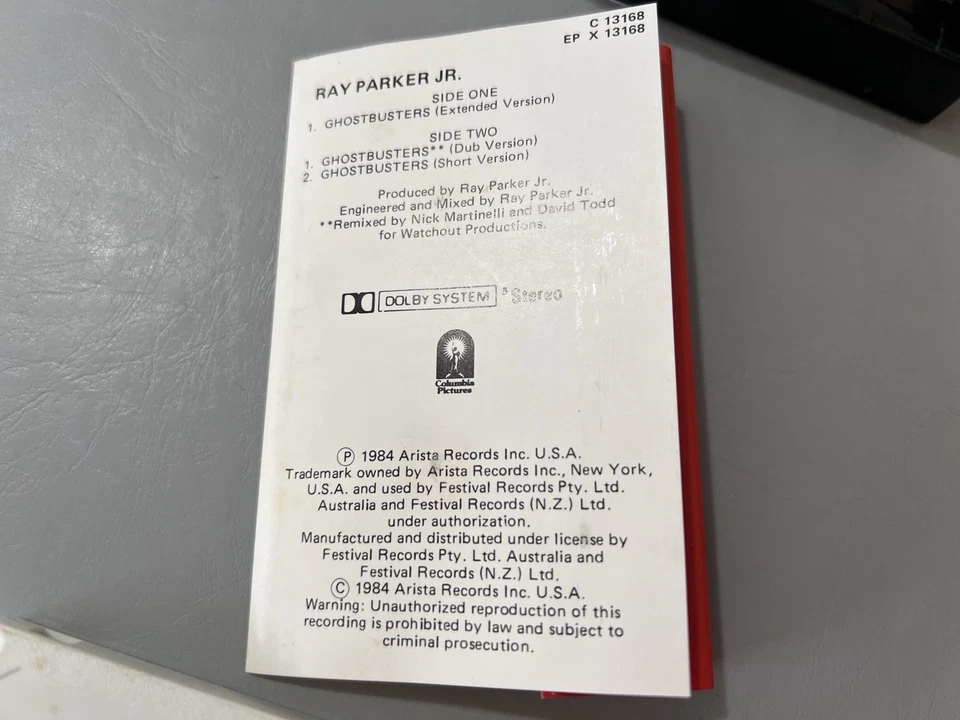 C 13168
EP X 13168
RAY PARKER JR.
SIDE ONE
1. GHOSTBUSTERS (Extended Version)
SIDE TWO
1. GHOSTBUSTERS** (Dub Version)
2. GHOSTBUSTERS (Short Version)
Produced by Ray Parker Jr.
Engineered and Mixed by Ray Parker Jr.
**Remixed by Nick Martinelli and David Todd
for Watchout Productions.
DOLBY SYSTEM Stereo
Columbia
Pictures
Ⓟ 1984 Arista Records Inc. U.S.A.
Trademark owned by Arista Records Inc., New York,
U.S.A. and used by Festival Records Pty. Ltd.
Australia and Festival Records (N.Z.) Ltd.
under authorization.
Manufactured and distributed under license by
Festival Records Pty. Ltd. Australia and
Festival Records (N.Z.) Ltd.
© 1984 Arista Records Inc. U.S.A.
Warning: Unauthorized reproduction of this
recording is prohibited by law and subject to
criminal prosecution.